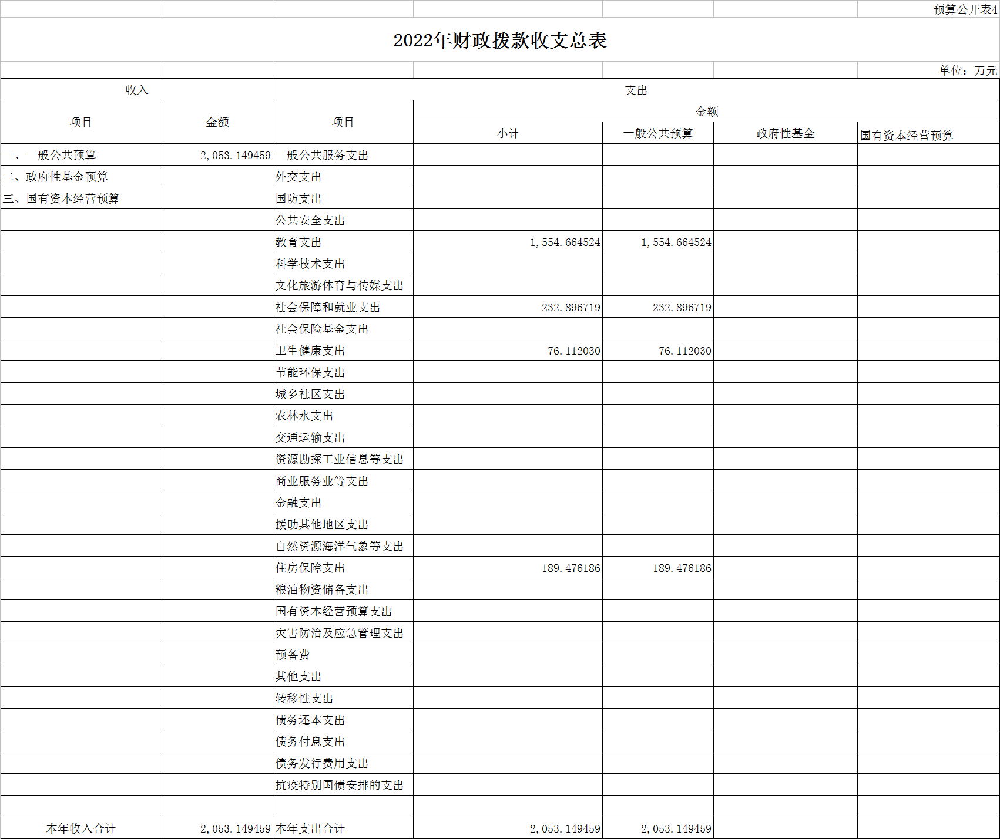 预算公开表4
2022年财政拨款收支总表
单位：万元
收入 支出
项目 金额 项目 金额
小计 一般公共预算 政府性基金 国有资本经营预算
一、一般公共预算 2,053.149459 一般公共服务支出
二、政府性基金预算 外交支出
三、国有资本经营预算 国防支出
公共安全支出
教育支出 1,554.664524 1,554.664524
科学技术支出
文化旅游体育与传媒支出
社会保障和就业支出 232.896719 232.896719
社会保险基金支出
卫生健康支出 76.112030 76.112030
节能环保支出
城乡社区支出
农林水支出
交通运输支出
资源勘探工业信息等支出
商业服务业等支出
金融支出
援助其他地区支出
自然资源海洋气象等支出
住房保障支出 189.476186 189.476186
粮油物资储备支出
国有资本经营预算支出
灾害防治及应急管理支出
预备费
其他支出
转移性支出
债务还本支出
债务付息支出
债务发行费用支出
抗疫特别国债安排的支出
本年收入合计 2,053.149459 本年支出合计 2,053.149459 2,053.149459